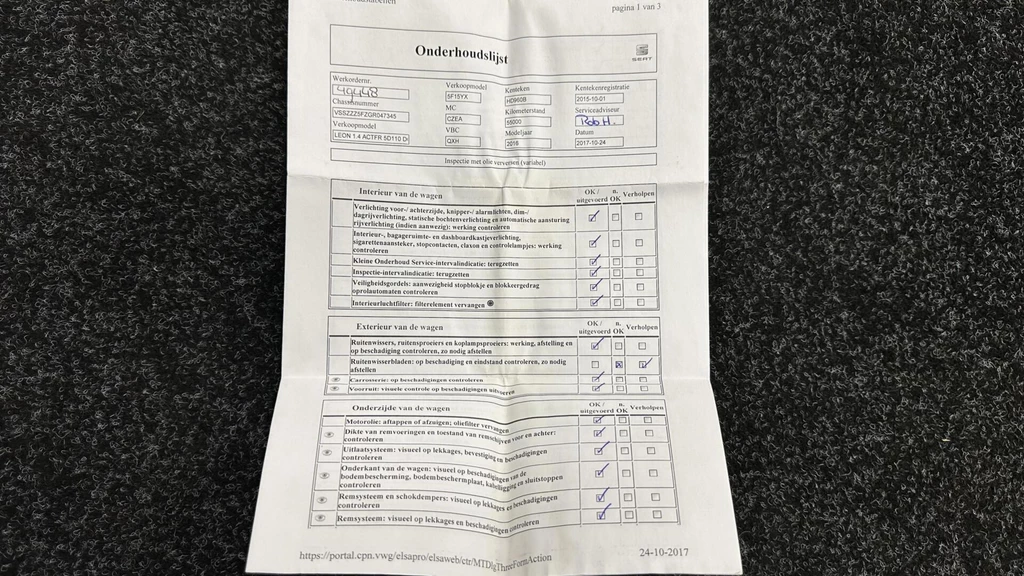 pagina 1 van 3
Onderhoudslijst
SEAT
Werkordernr.
49448
Chassisnummer
VSSZZZ5FZGR047345
Verkoopmodel
LEON 1.4 ACTFR 5D110 D
Verkoopmodel
5F15YX
MC
CZEA
VBC
QXH
Kenteken
HD960B
Kilometerstand
55000
Modeljaar
2016
Kentekenregistratie
2015-10-01
Serviceadviseur
Rob H.
Datum
2017-10-24
Inspectie met olie verversen (variabel)
Interieur van de wagen OK / uitgevoerd n. OK Verholpen
Verlichting voor-/ achterzijde, knipper-/ alarmlichten, dim-/
dagrijverlichting, statische bochtenverlichting en automatische aansturing
rijverlichting (indien aanwezig): werking controleren
Interieur-, bagageruimte- en dashboardkastjeverlichting,
sigarettenaansteker, stopcontacten, claxon en controlelampjes: werking
controleren
Kleine Onderhoud Service-intervalindicatie: terugzetten
Inspectie-intervalindicatie: terugzetten
Veiligheidsgordels: aanwezigheid stopblokje en blokkeergedrag
oprolautomaten controleren
Interieurluchtfilter: filterelement vervangen
Exterieur van de wagen OK / uitgevoerd n. OK Verholpen
Ruitenwissers, ruitensproeiers en koplampsproeiers: werking, afstelling en
op beschadiging controleren, zo nodig afstellen
Ruitenwisserbladen: op beschadiging en eindstand controleren, zo nodig
afstellen
Carrosserie: op beschadigingen controleren
Voorruit: visuele controle op beschadigingen uitvoeren
Onderzijde van de wagen OK / uitgevoerd n. OK Verholpen
Motorolie: aftappen of afzuigen; oliefilter vervangen
Dikte van remvoeringen en toestand van remschijven voor en achter:
controleren
Uitlaatsysteem: visueel op lekkages, bevestiging en beschadigingen
controleren
Onderkant van de wagen: visueel op beschadigingen van de
bodembescherming, bodembeschermplaat, kabelligging en sluitstoppen
controleren
Remsysteem en schokdempers: visueel op lekkages en beschadigingen
controleren
Remsysteem: visueel op lekkages en beschadigingen controleren
https://portal.cpn.vwg/elsapro/elsaweb/ctr/MTDlgThreeFormAction
24-10-2017